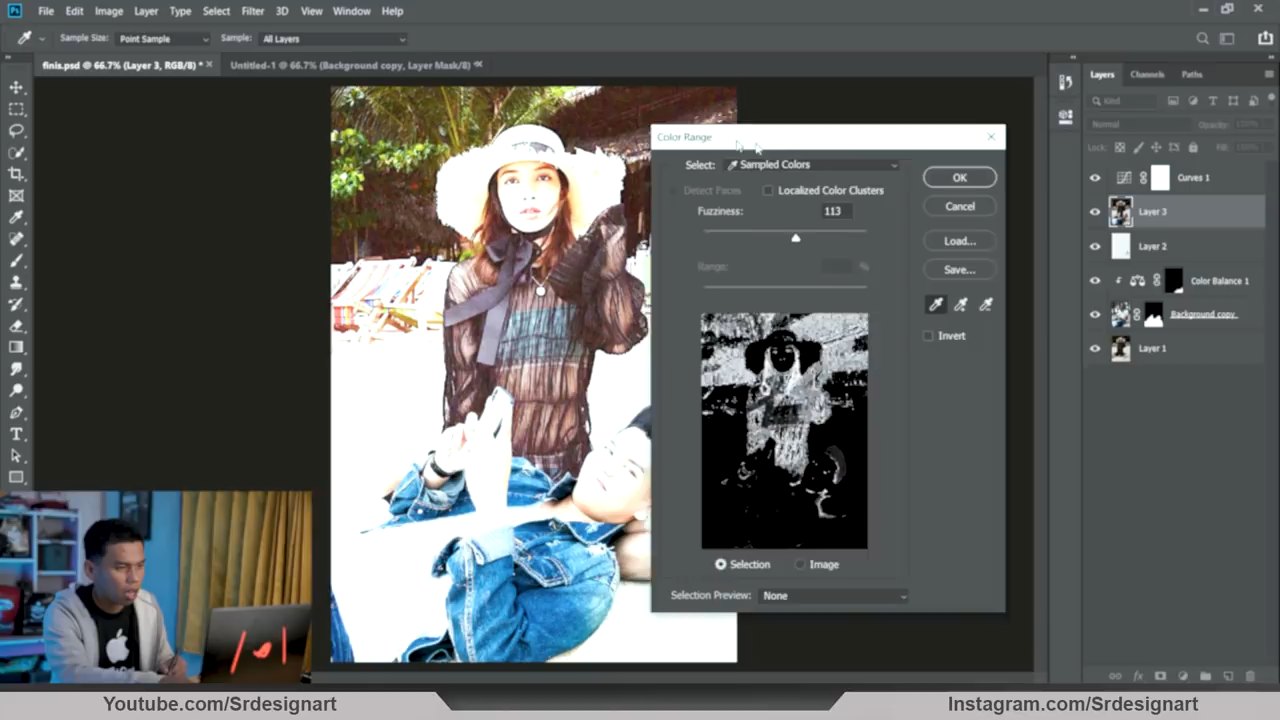 Ps File Edit Image Layer Type Select Filter 3D View Window Help
Sample Size: Point Sample Sample: All Layers
finis.psd @ 66.7% (Layer 3, RGB/8) * Untitled-1 @ 66.7% (Background copy, Layer Mask/8)
Layers Channels Paths
Kind
Normal Opacity: 100%
Lock: Fill: 100%
Curves 1
Layer 3
Layer 2
Color Balance 1
Background copy
Layer 1
Color Range
Select: Sampled Colors
Detect Faces Localized Color Clusters
Fuzziness: 113
Range: %
OK
Cancel
Load...
Save...
Invert
Selection Image
Selection Preview: None
Youtube.com/Srdesignart
Instagram.com/Srdesignart